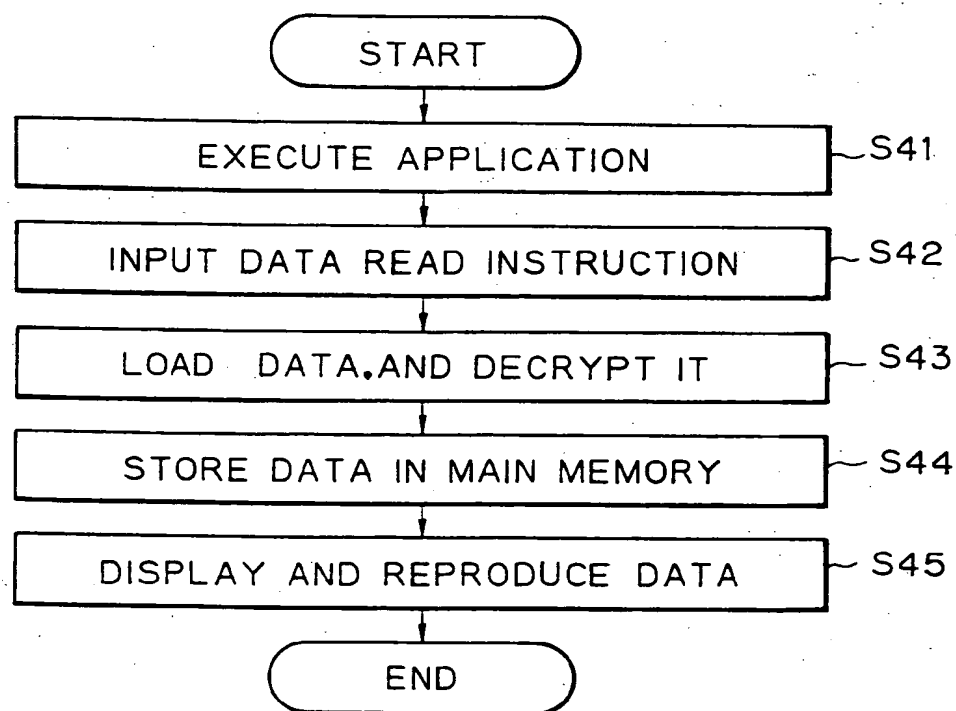 START
EXECUTE APPLICATION S41
INPUT DATA READ INSTRUCTION S42
LOAD DATA.AND DECRYPT IT S43
STORE DATA IN MAIN MEMORY S44
DISPLAY AND REPRODUCE DATA S45
END